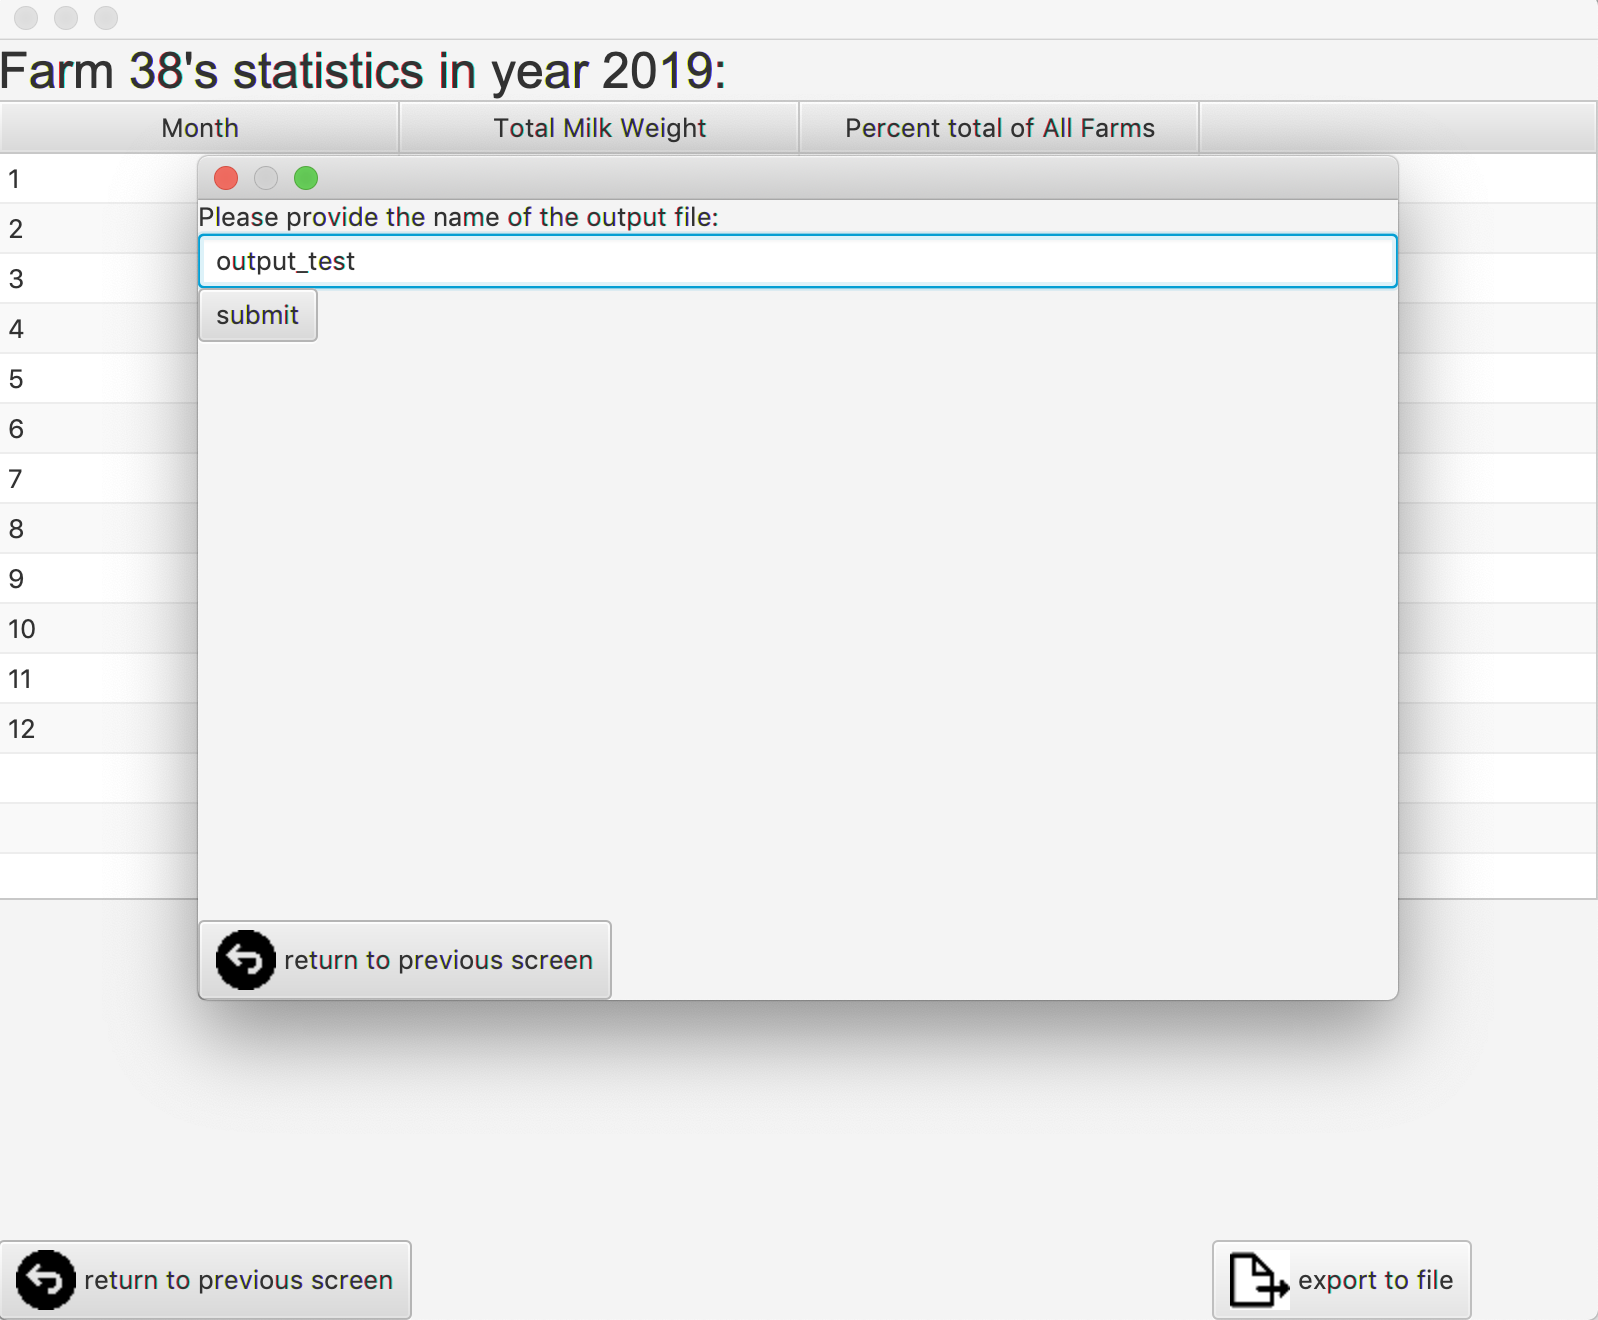 Farm 38's statistics in year 2019:
Month Total Milk Weight Percent total of All Farms
1
Please provide the name of the output file:
2
output_test
3
submit
4
5
6
7
8
9
10
11
12
return to previous screen
return to previous screen export to file